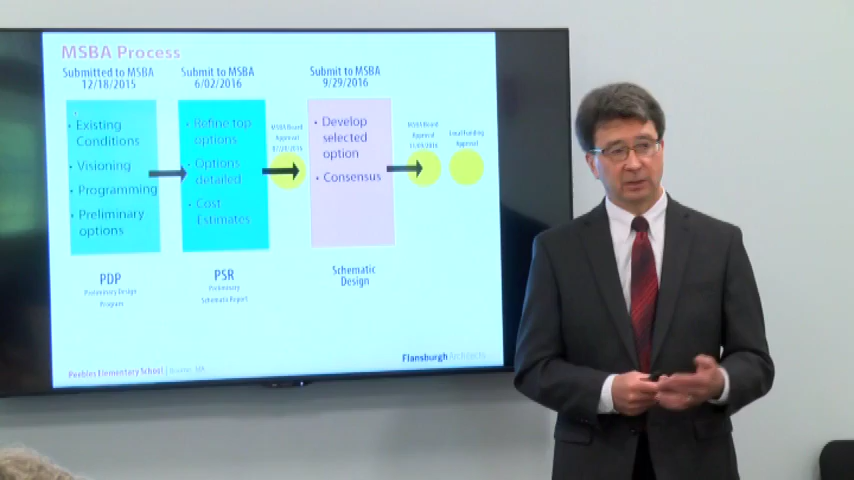 MSBA Process
Submitted to MSBA
12/18/2015
Submit to MSBA
6/02/2016
Submit to MSBA
9/29/2016
• Existing
Conditions
• Visioning
• Programming
• Preliminary
options
• Refine top
options
• Options
detailed
• Cost
Estimates
MSBA Board
Approval
• Develop
selected
option
• Consensus
MSBA Board
Approval
Local Funding
Approval
PDP
Preliminary Design
Program
PSR
Preliminary
Schematic Report
Schematic
Design
Peebles Elementary School | Bourne, MA
Flansburgh Architects